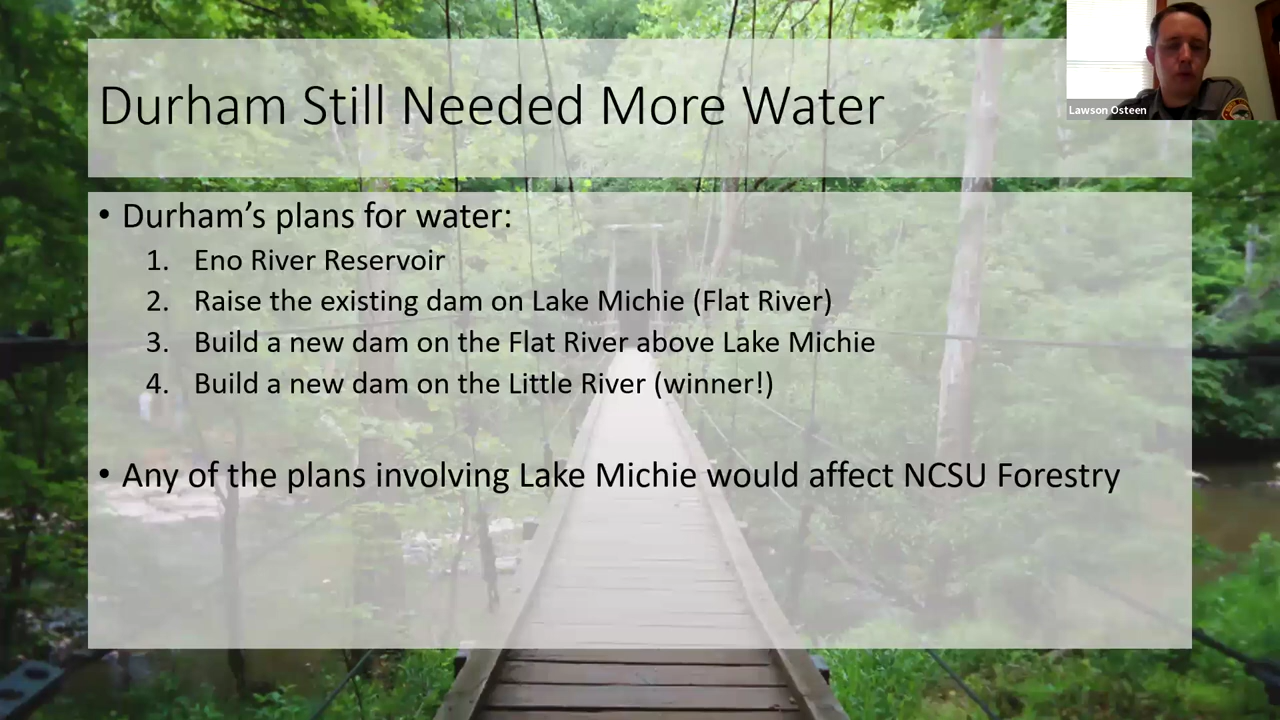 Durham Still Needed More Water
Lawson Osteen
• Durham’s plans for water:
1. Eno River Reservoir
2. Raise the existing dam on Lake Michie (Flat River)
3. Build a new dam on the Flat River above Lake Michie
4. Build a new dam on the Little River (winner!)
• Any of the plans involving Lake Michie would affect NCSU Forestry